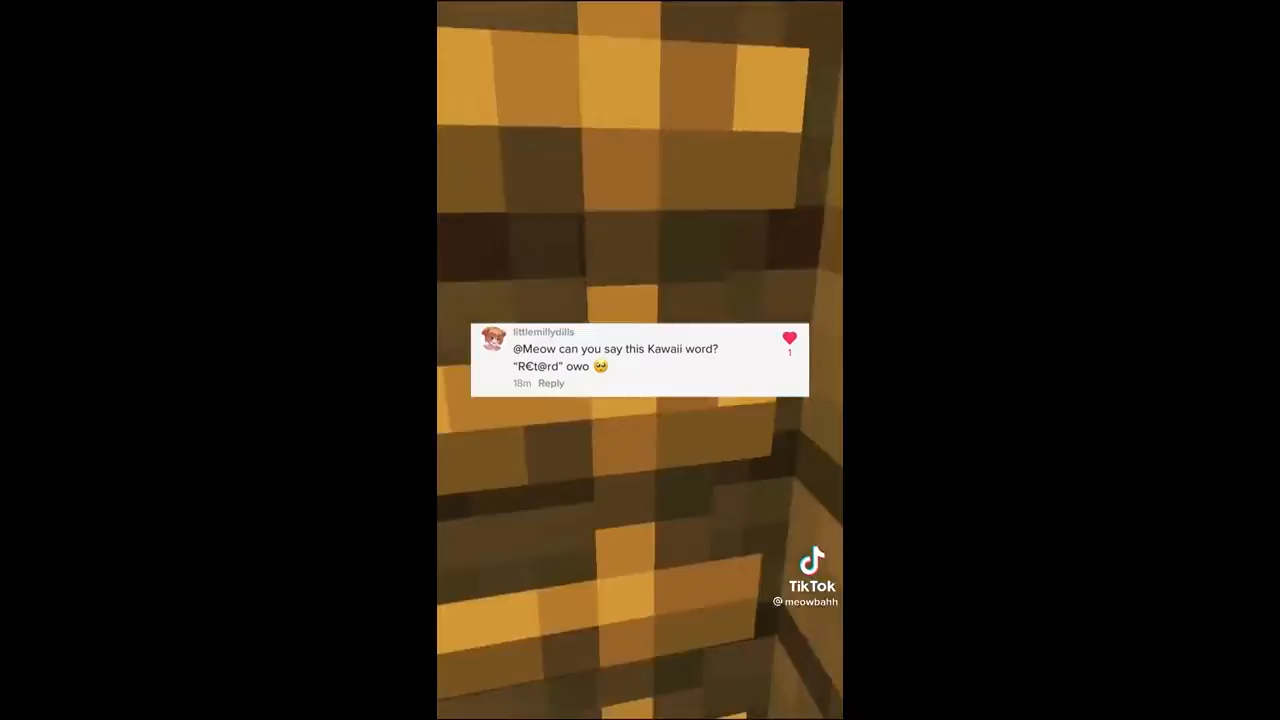 littlemillydills
@Meow can you say this Kawaii word?
"R€t@rd" owo 🥺
18m Reply
1
TikTok
@meowbahh